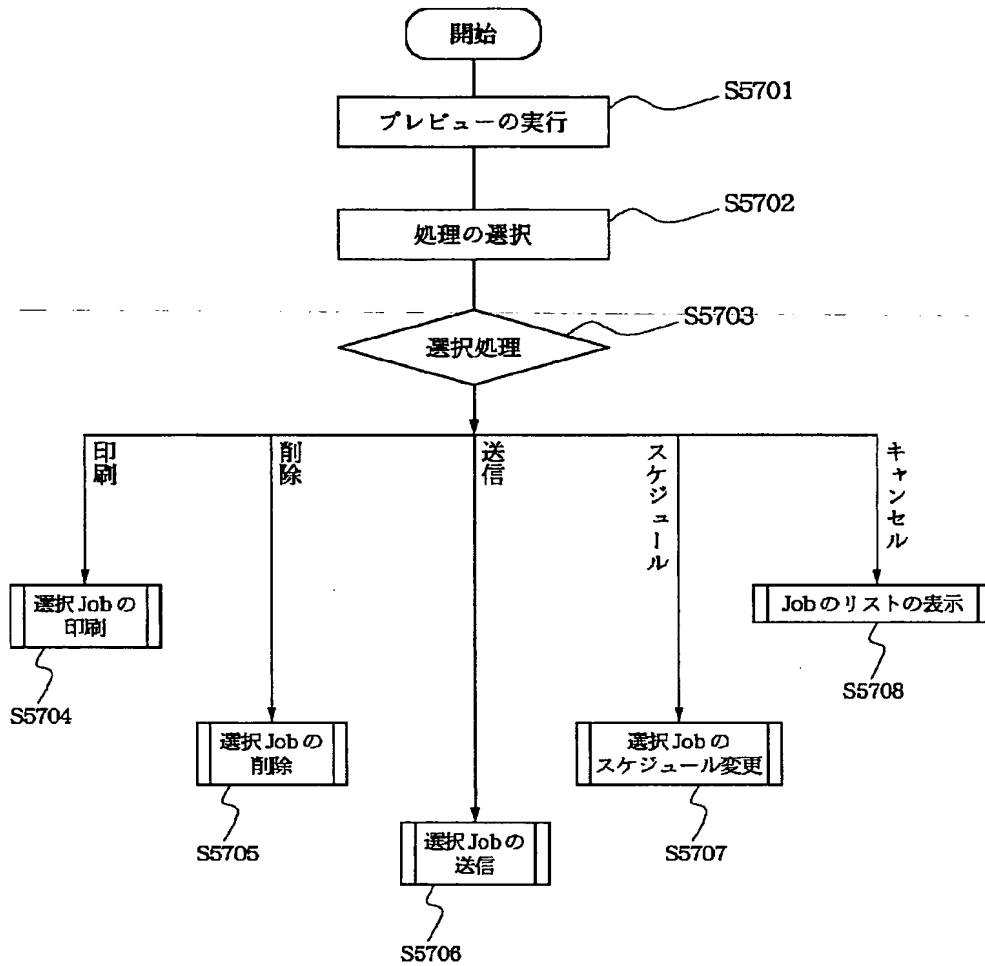 開始
S5701
プレビューの実行
S5702
処理の選択
S5703
選択処理
印刷
削除
送信
スケジュール
キャンセル
選択Jobの
印刷
Jobのリストの表示
S5704
S5708
選択Jobの
削除
選択Jobの
スケジュール変更
S5705
S5707
選択Jobの
送信
S5706